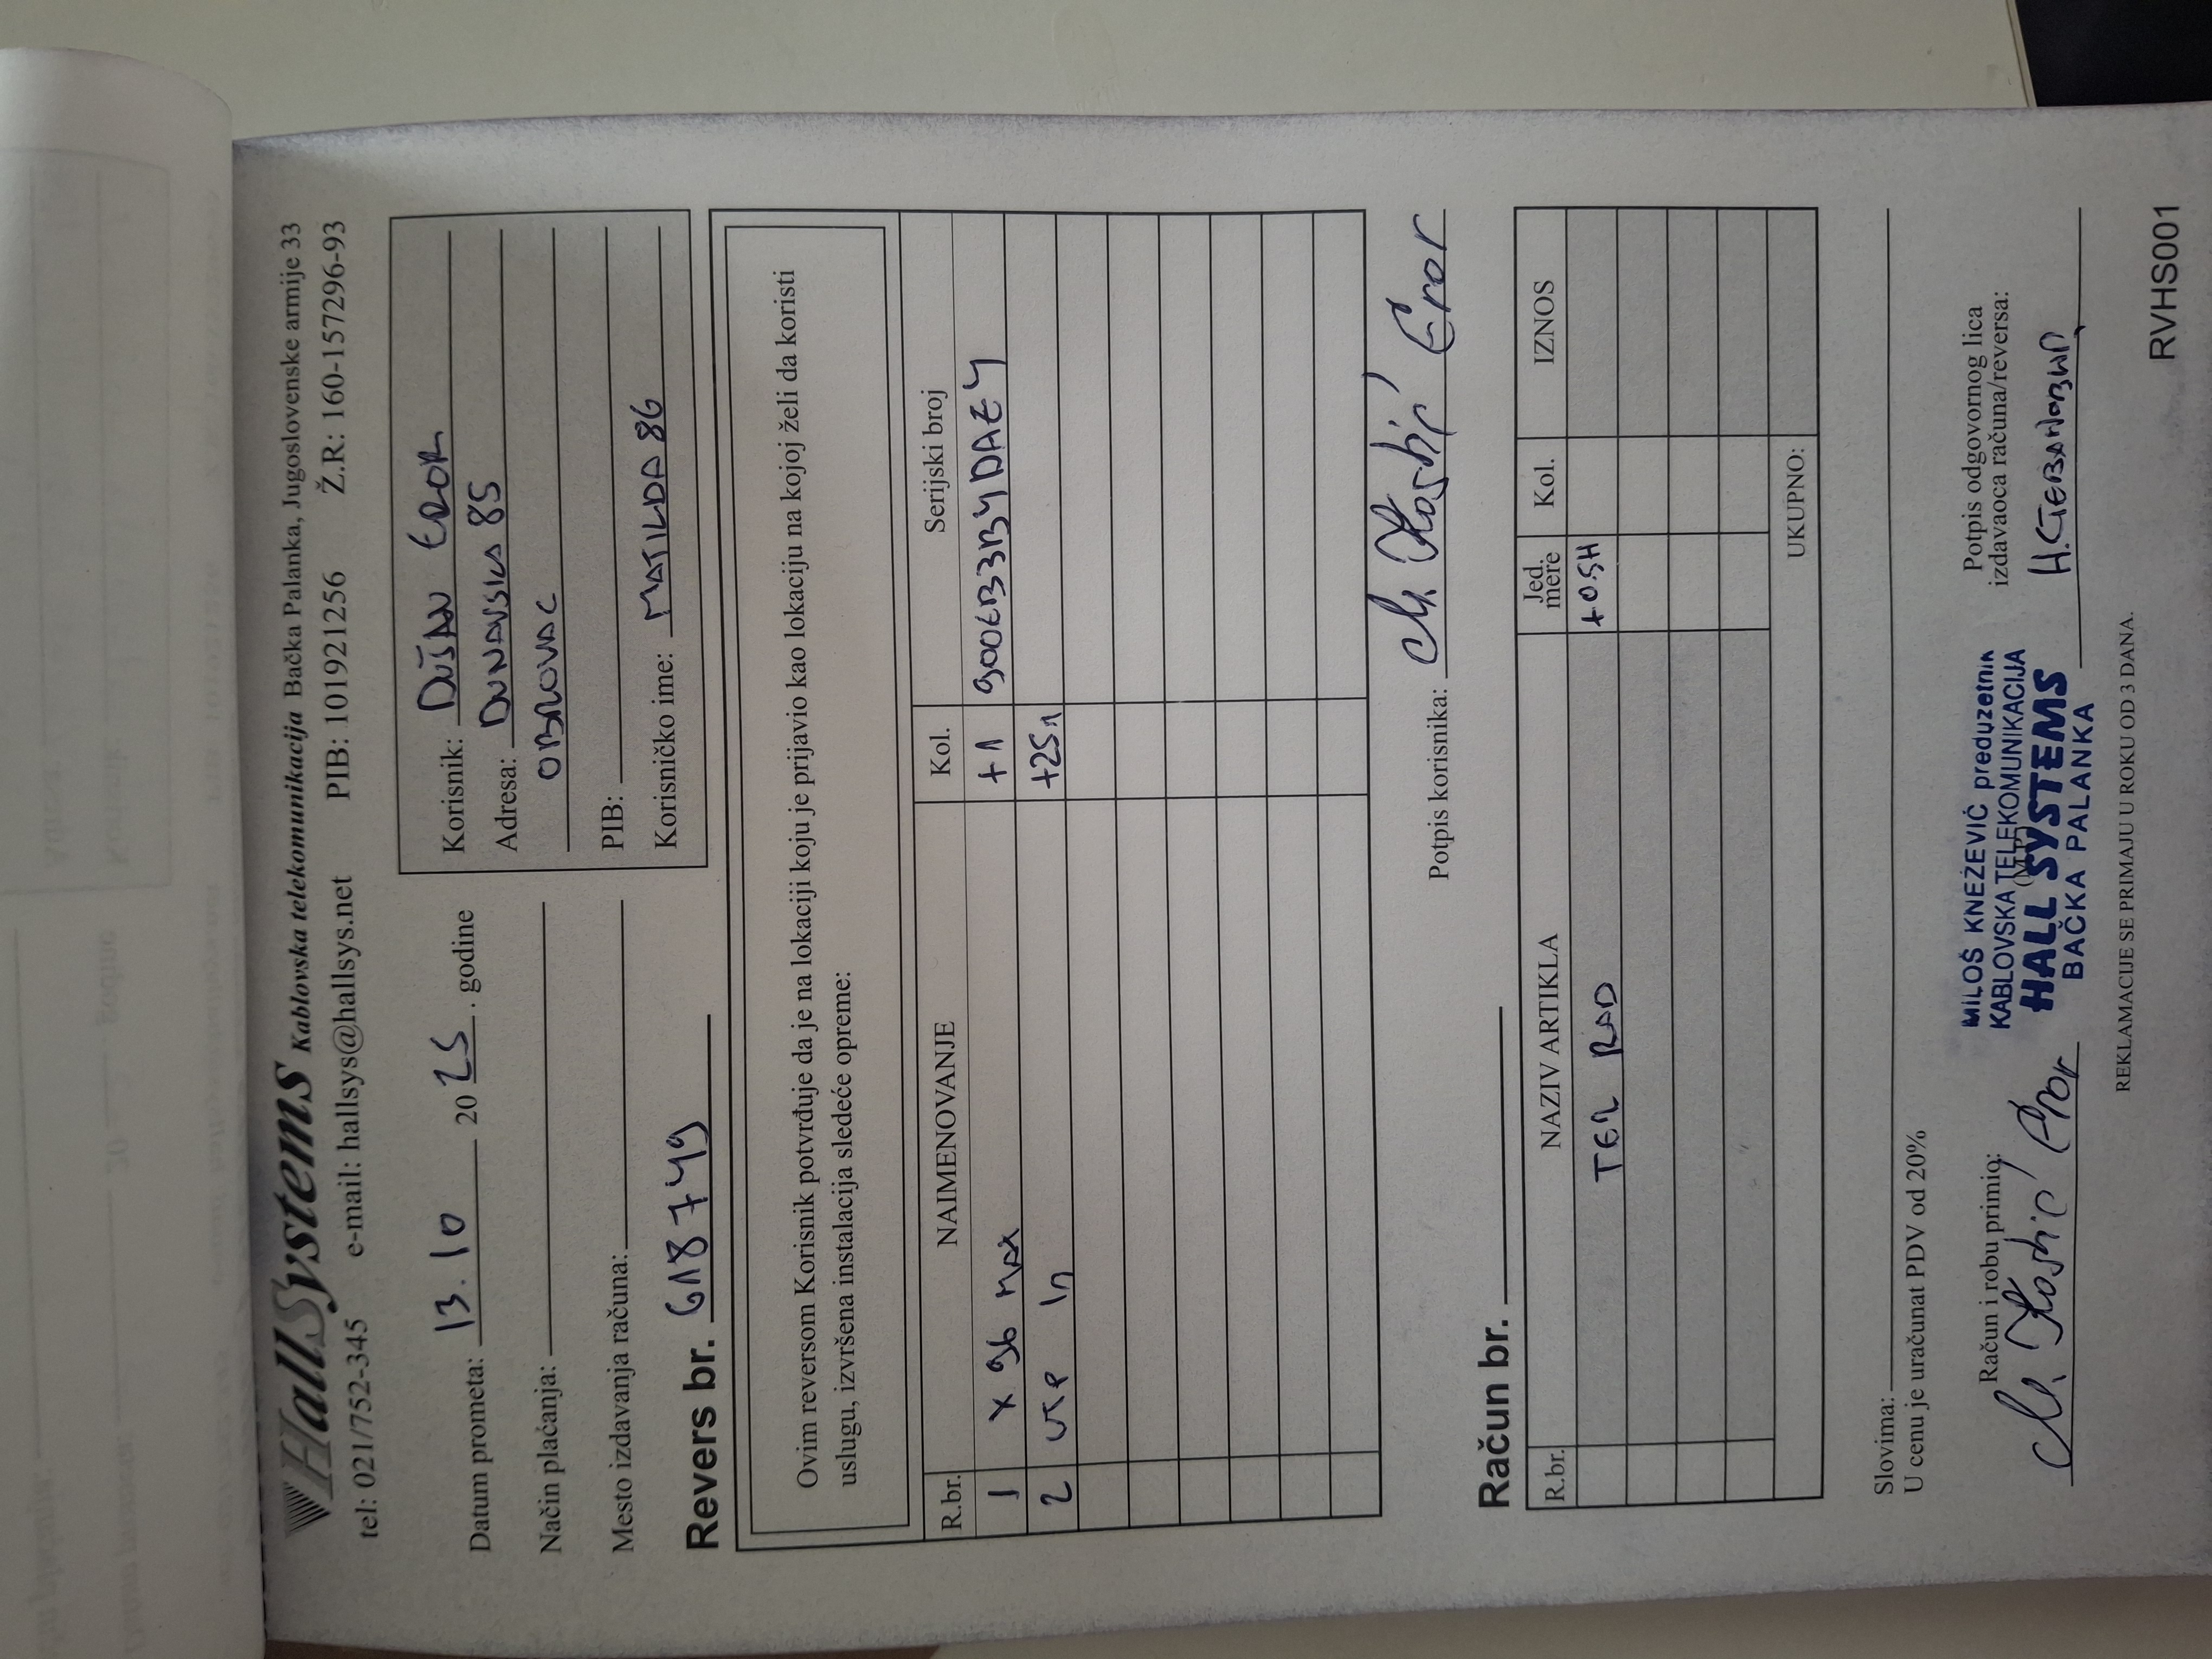 HallSystems Kablovska telekomunikacija Bačka Palanka, Jugoslovenske armije 33
tel: 021/752-345 e-mail: hallsys@hallsys.net PIB: 101921256 Ž.R: 160-157296-93
Datum prometa: 13.10 20 25 . godine
Način plaćanja:
Mesto izdavanja računa:
Korisnik: DUŠAN EROR
Adresa: DUNAVSKA 85
OBROVAC
PIB:
Korisničko ime: MATILDA 86
Revers br. 618749
Ovim reversom Korisnik potvrđuje da je na lokaciji koju je prijavio kao lokaciju na kojoj želi da koristi
uslugu, izvršena instalacija sledeće opreme:
R.br. NAIMENOVANJE Kol. Serijski broj
1 X 96 MAX +1
2 UTP +25
Potpis korisnika: Eror
Račun br.
R.br. NAZIV ARTIKLA Jed. mere Kol. IZNOS
TER RAD +0.5H
UKUPNO:
Slovima:
U cenu je uračunat PDV od 20%
Račun i robu primio:
MILOŠ KNEŽEVIĆ preduzetnik
KABLOVSKA TELEKOMUNIKACIJA
(M.P.)
HALL SYSTEMS
BAČKA PALANKA
Potpis odgovornog lica
izdavaoca računa/reversa:
REKLAMACIJE SE PRIMAJU U ROKU OD 3 DANA.
RVHS001